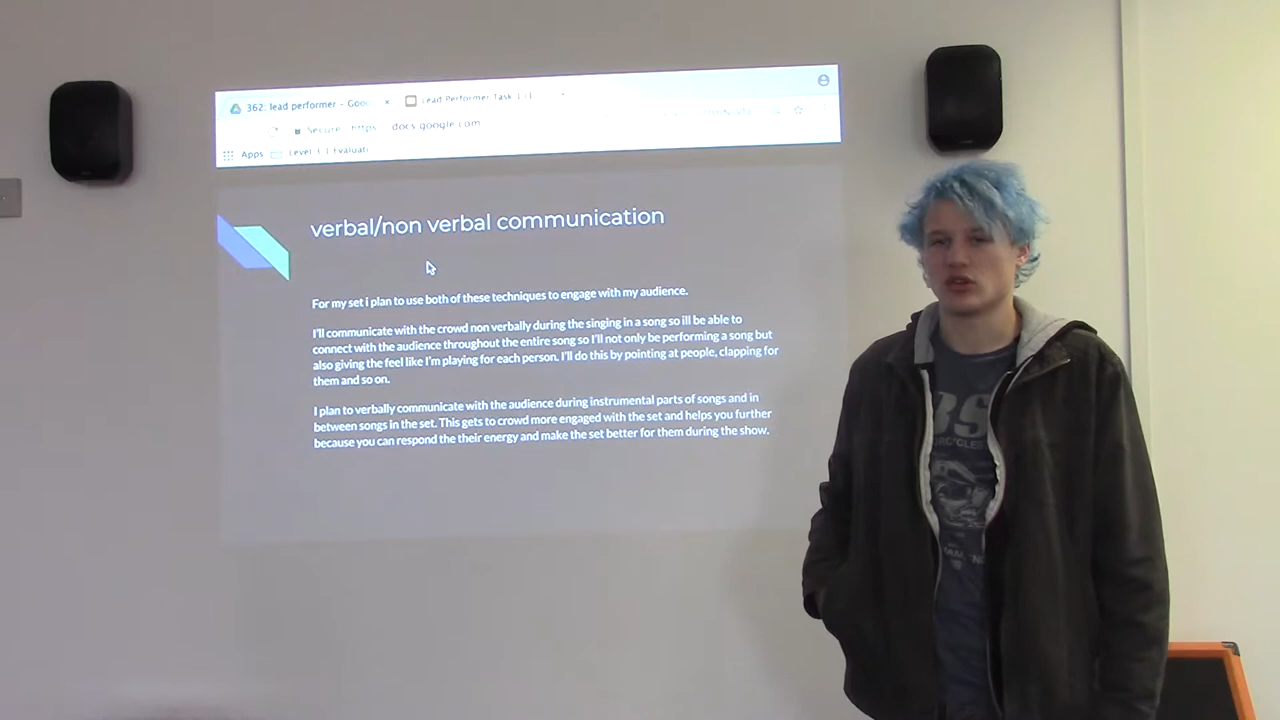 362: lead performer - Goo
Lead Performer Task 1
Secure https docs.google.com
Apps Level 3 Evaluati
verbal/non verbal communication
For my set i plan to use both of these techniques to engage with my audience.
I'll communicate with the crowd non verbally during the singing in a song so ill be able to
connect with the audience throughout the entire song so I'll not only be performing a song but
also giving the feel like I'm playing for each person. I'll do this by pointing at people, clapping for
them and so on.
I plan to verbally communicate with the audience during instrumental parts of songs and in
between songs in the set. This gets to crowd more engaged with the set and helps you further
because you can respond the their energy and make the set better for them during the show.